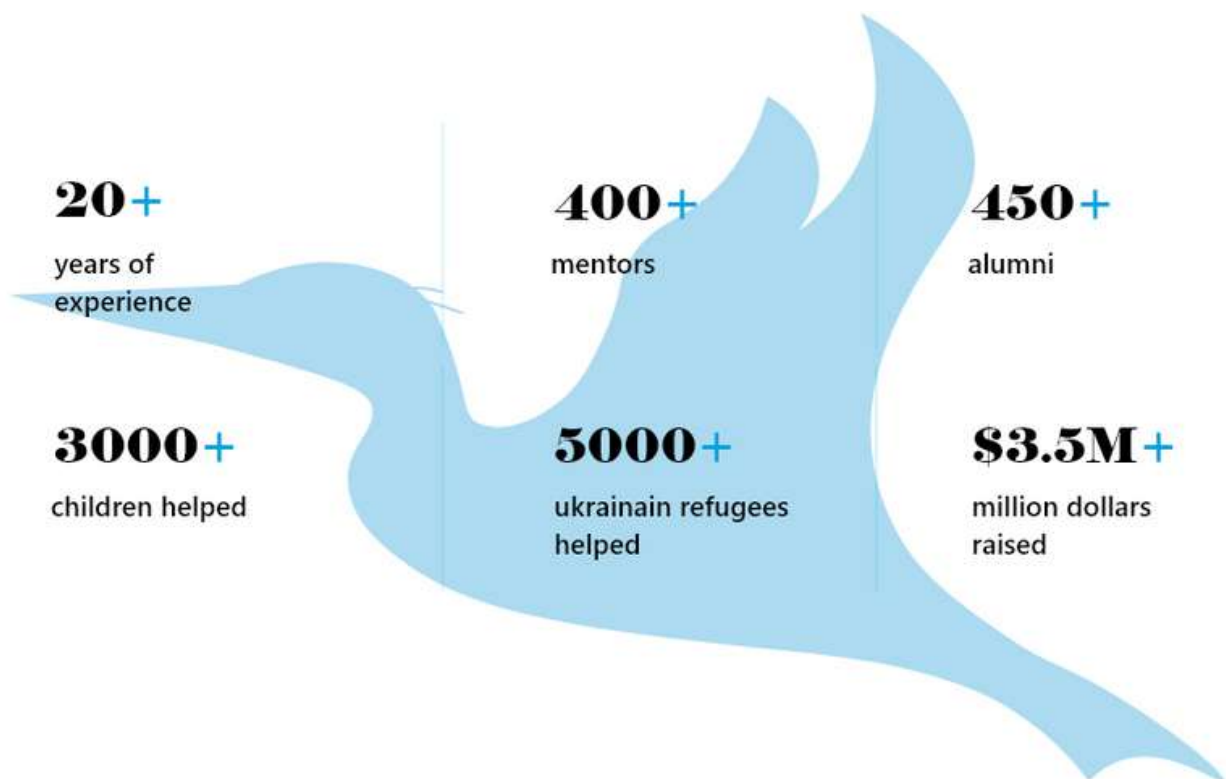 20+
years of
experience
400+
mentors
450+
alumni
3000+
children helped
5000+
ukrainain refugees
helped
$3.5M+
million dollars
raised